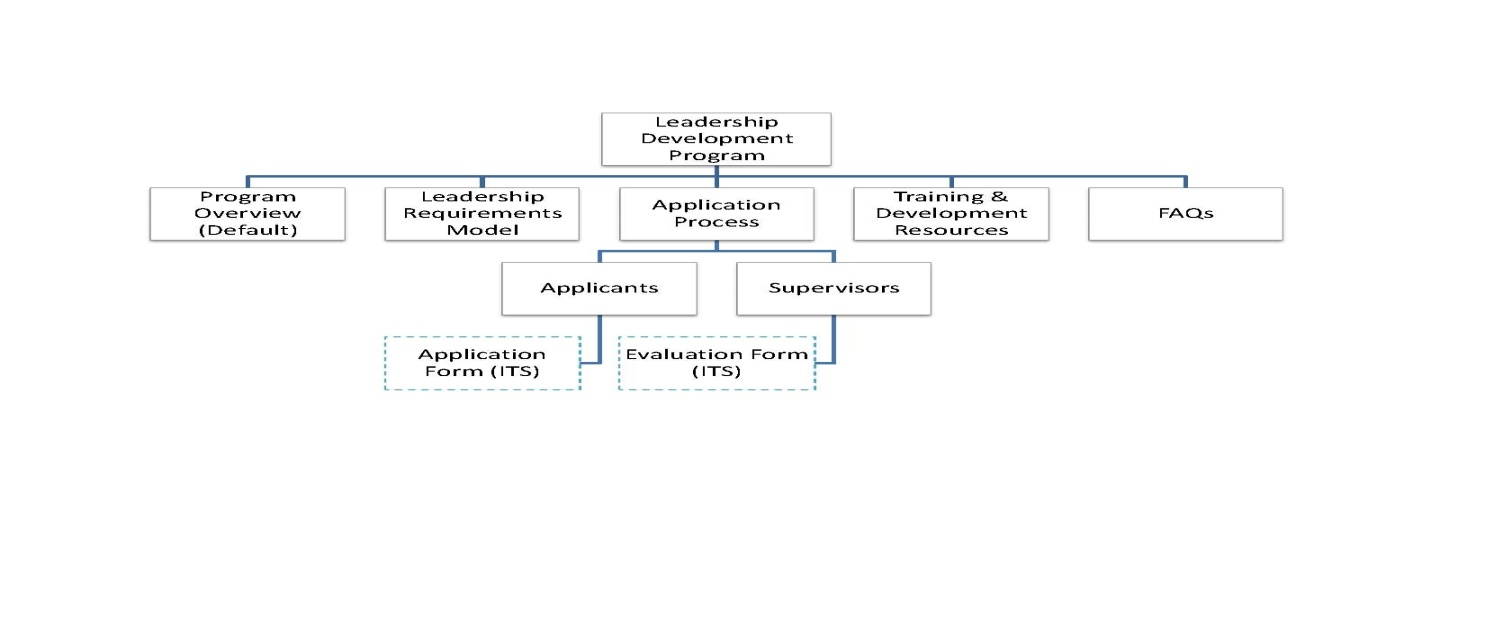 Leadership
Development
Program
Program
Overview
(Default)
Leadership
Requirements
Model
Application
Process
Training &
Development
Resources
FAQs
Applicants
Supervisors
Application
Form (ITS)
Evaluation Form
(ITS)